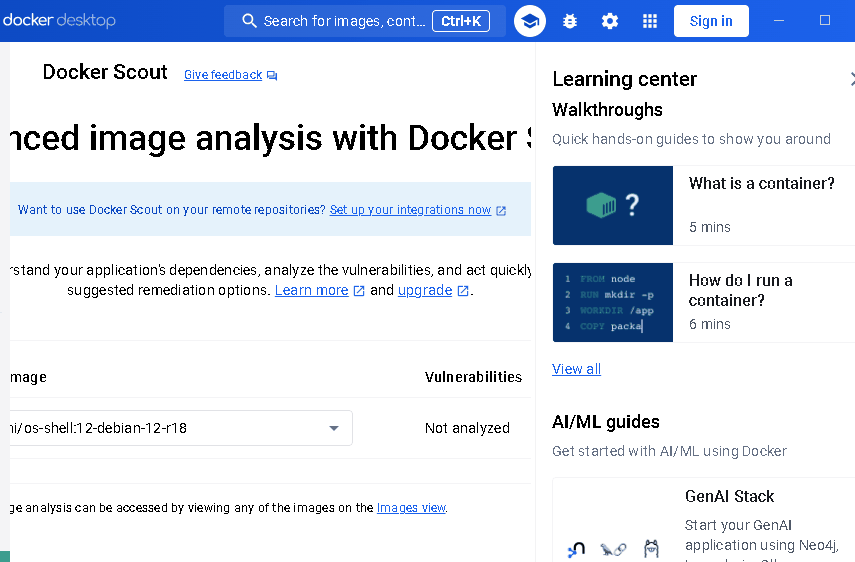 docker desktop
Search for images, cont...
Ctrl+K
Sign in
Docker Scout
Give feedback
nced image analysis with Docker
Want to use Docker Scout on your remote repositories? Set up your integrations now
rstand your application's dependencies, analyze the vulnerabilities, and act quickly
suggested remediation options. Learn more and upgrade.
mage
Vulnerabilities
ni/os-shell:12-debian-12-r18
Not analyzed
ge analysis can be accessed by viewing any of the images on the Images view.
Learning center
Walkthroughs
Quick hands-on guides to show you around
?
What is a container?
5 mins
1 FROM node
2 RUN mkdir -p
3 WORKDIR /app
4 COPY packa
How do I run a
container?
6 mins
View all
AI/ML guides
Get started with AI/ML using Docker
GenAI Stack
Start your GenAI
application using Neo4j,